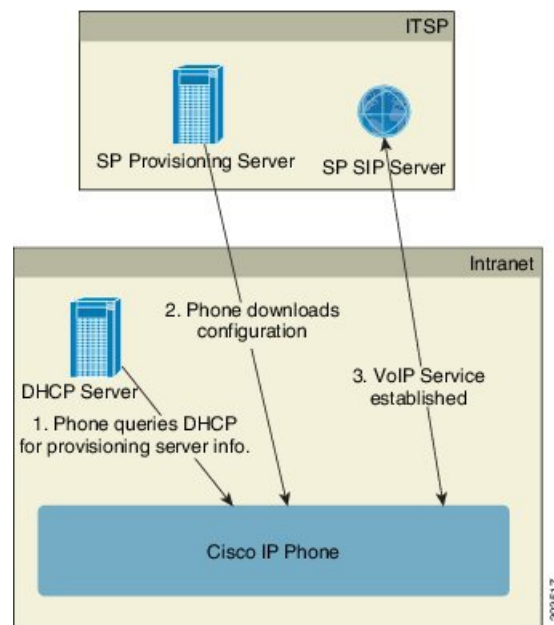 ITSP
SP Provisioning Server
SP SIP Server
Intranet
2. Phone downloads
configuration
DHCP Server
3. VoIP Service
established
1. Phone queries DHCP
for provisioning server info.
Cisco IP Phone